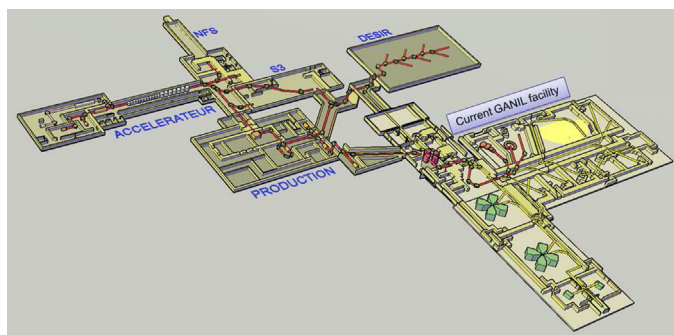 NFS
DESIR
S3
Current GANIL facility
ACCELERATEUR
PRODUCTION